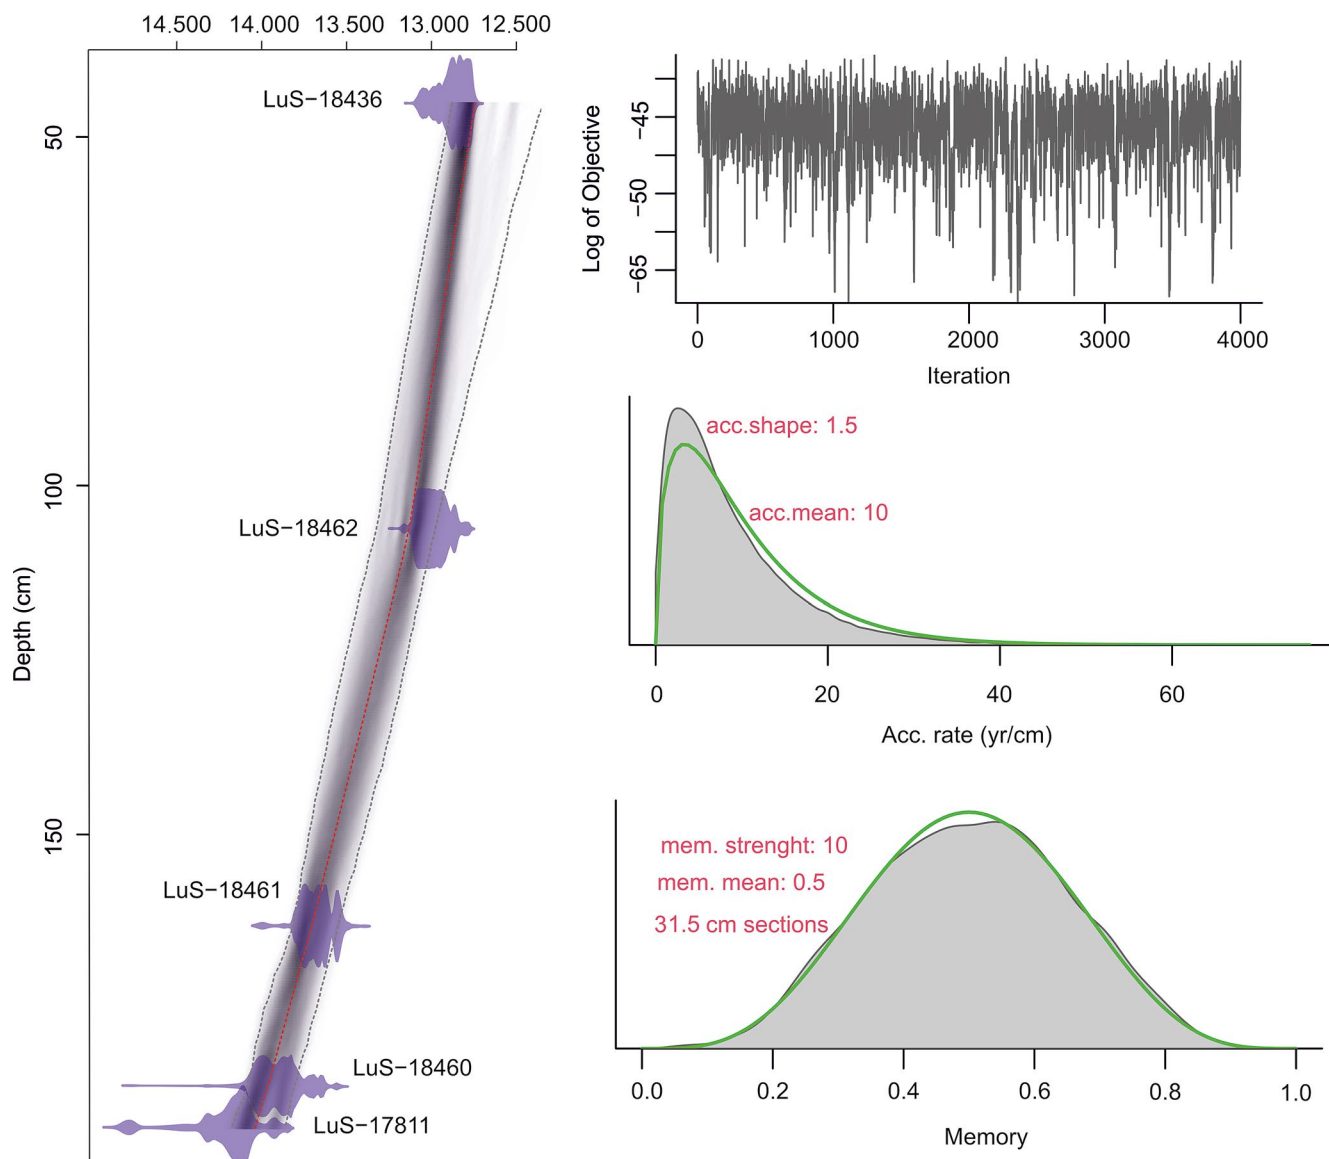 14.500 14.000 13.500 13.000 12.500
LuS−18436
50
LuS−18462
100
Depth (cm)
150
LuS−18461
LuS−18460
LuS−17811
Log of Objective
−45
−50
−65
0 1000 2000 3000 4000
Iteration
acc.shape: 1.5
acc.mean: 10
0 20 40 60
Acc. rate (yr/cm)
mem. strenght: 10
mem. mean: 0.5
31.5 cm sections
0.0 0.2 0.4 0.6 0.8 1.0
Memory